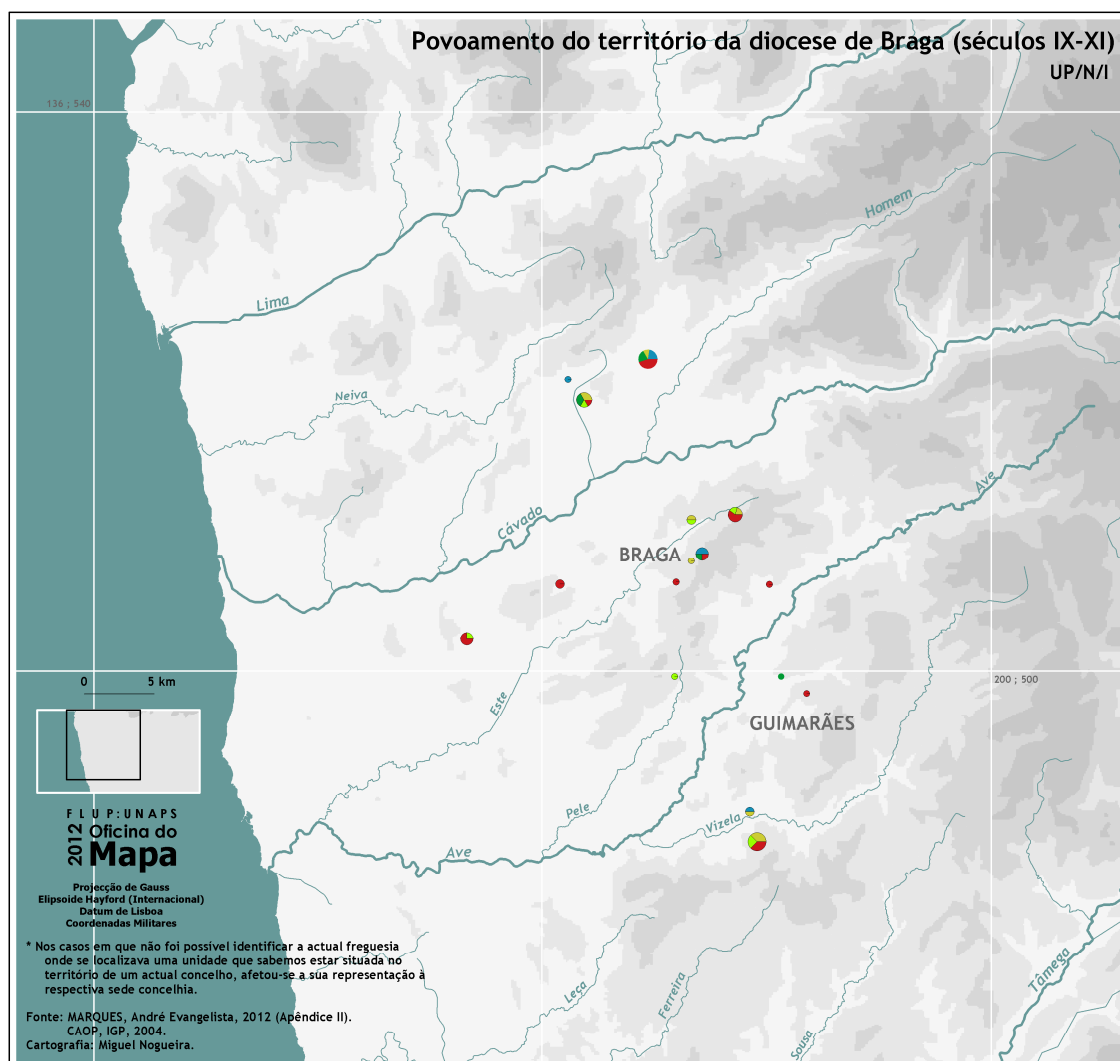 Povoamento do território da diocese de Braga (séculos IX-XI)
UP/N/I
136 ; 540
Homem
Lima
Neiva
Cávado
Ave
BRAGA
200 ; 500
0 5 km
Este
GUIMARÃES
Pele
Vizela
Ave
F L U P : U N A P S
2012 Oficina do
Mapa
Projecção de Gauss
Elipsoide Hayford (Internacional)
Datum de Lisboa
Coordenadas Militares
* Nos casos em que não foi possível identificar a actual freguesia
onde se localizava uma unidade que sabemos estar situada no
território de um actual concelho, afetou-se a sua representação à
respectiva sede concelhia.
Leça
Ferreira
Tâmega
Sousa
Fonte: MARQUES, André Evangelista, 2012 (Apêndice II).
CAOP, IGP, 2004.
Cartografia: Miguel Nogueira.